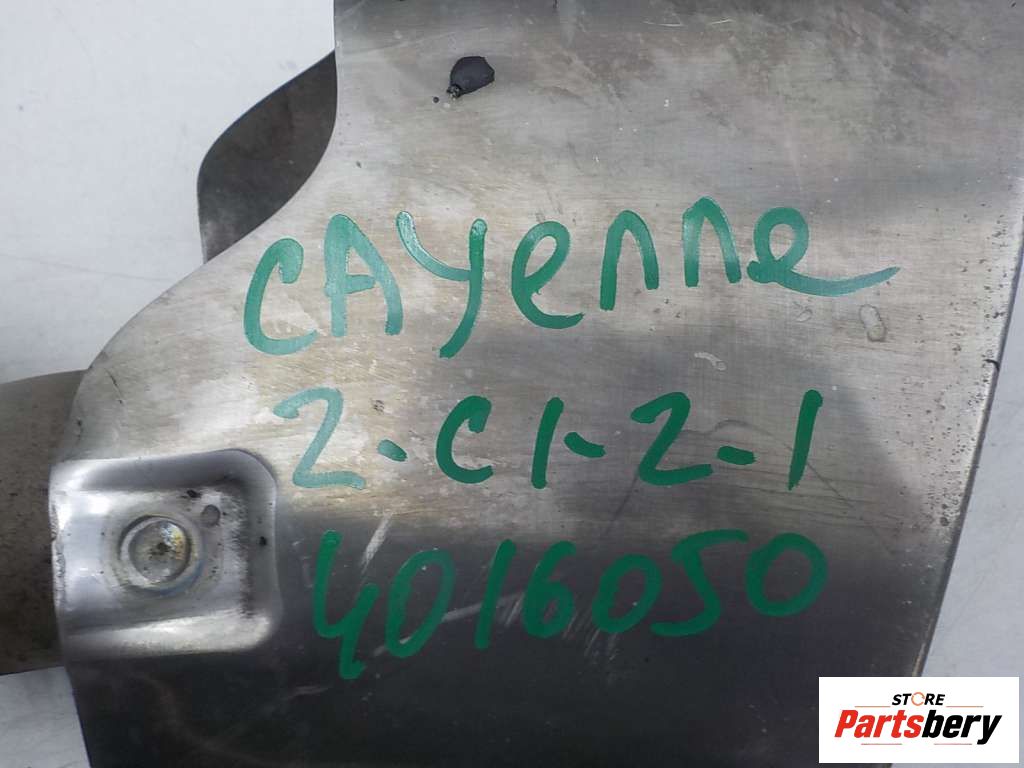 CAyenne
2-C1-2-1
4016050
STORE
Partsbery